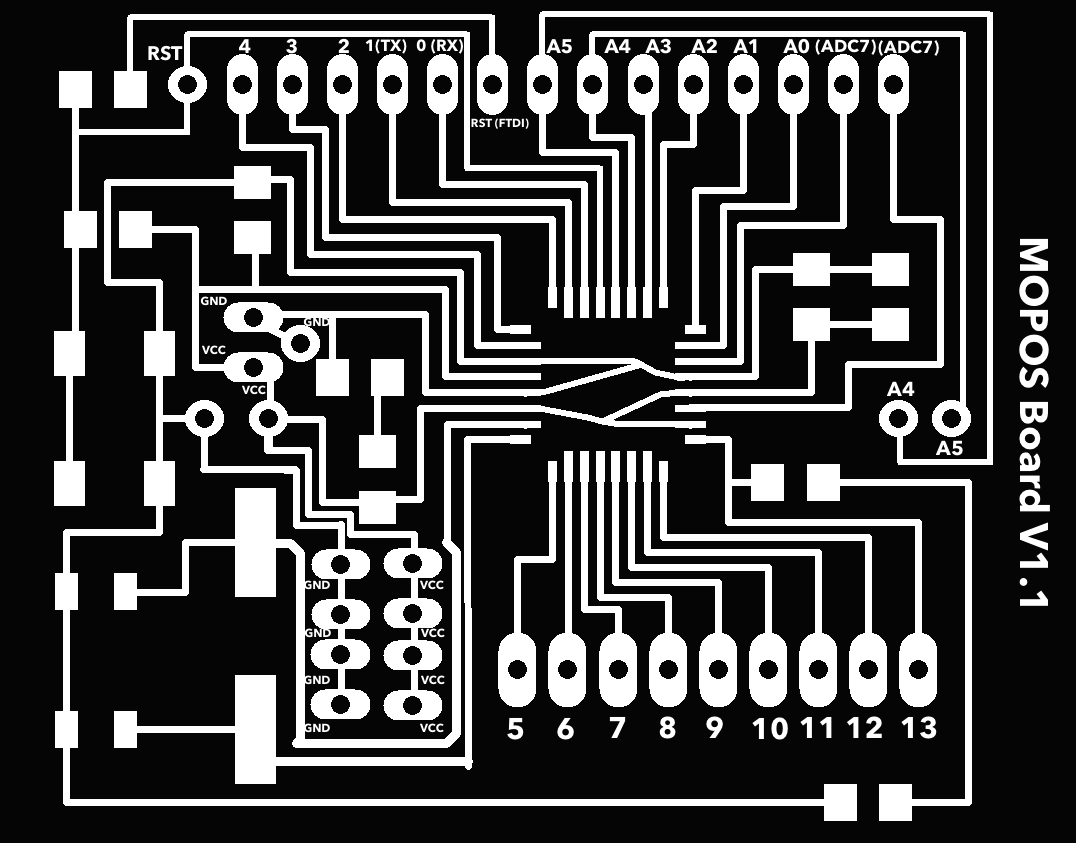 RST 4 3 2 1(TX) 0 (RX) A5 A4 A3 A2 A1 A0 (ADC7)(ADC7)
RST (FTDI)
GND
GND
VCC
VCC
A4
A5
MOPOS Board V1.1
GND VCC
GND VCC
GND VCC
GND VCC
5 6 7 8 9 10 11 12 13